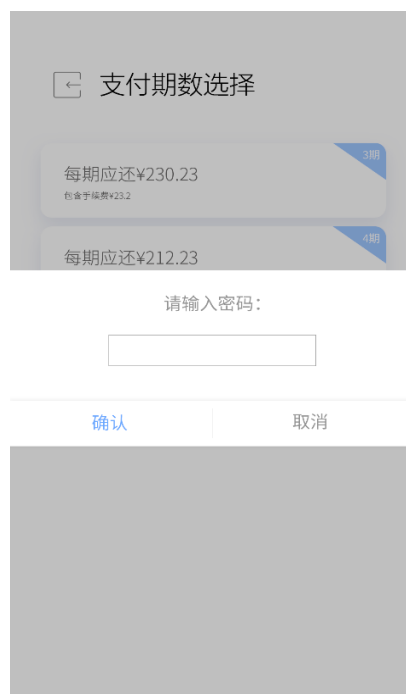 支付期数选择
3期
每期应还¥230.23
包含手续费¥23.2
4期
每期应还¥212.23
请输入密码：
确认
取消